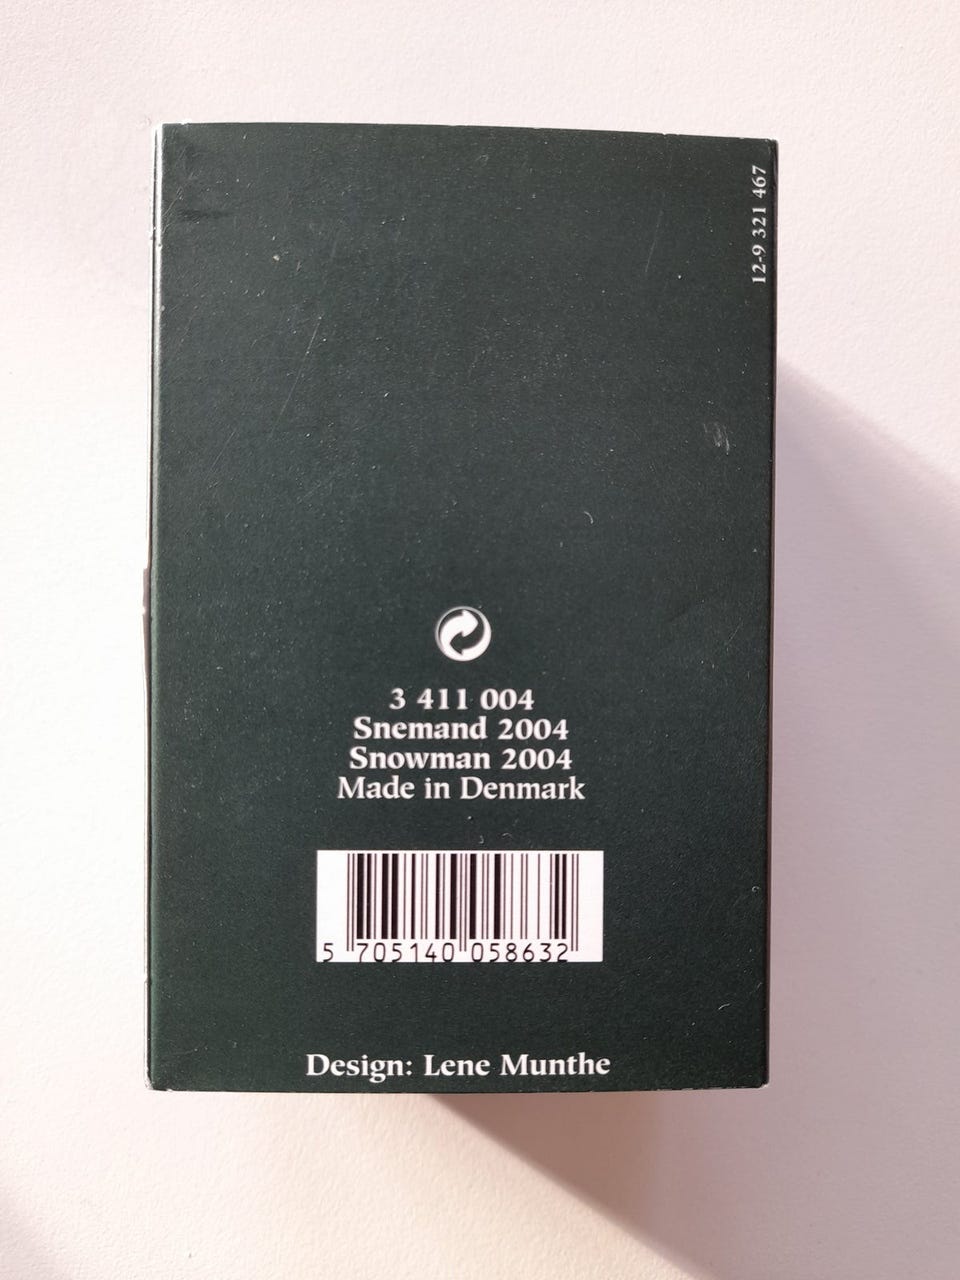 12-9 321 467
3 411 004
Snemand 2004
Snowman 2004
Made in Denmark
5 705140 058632
Design: Lene Munthe